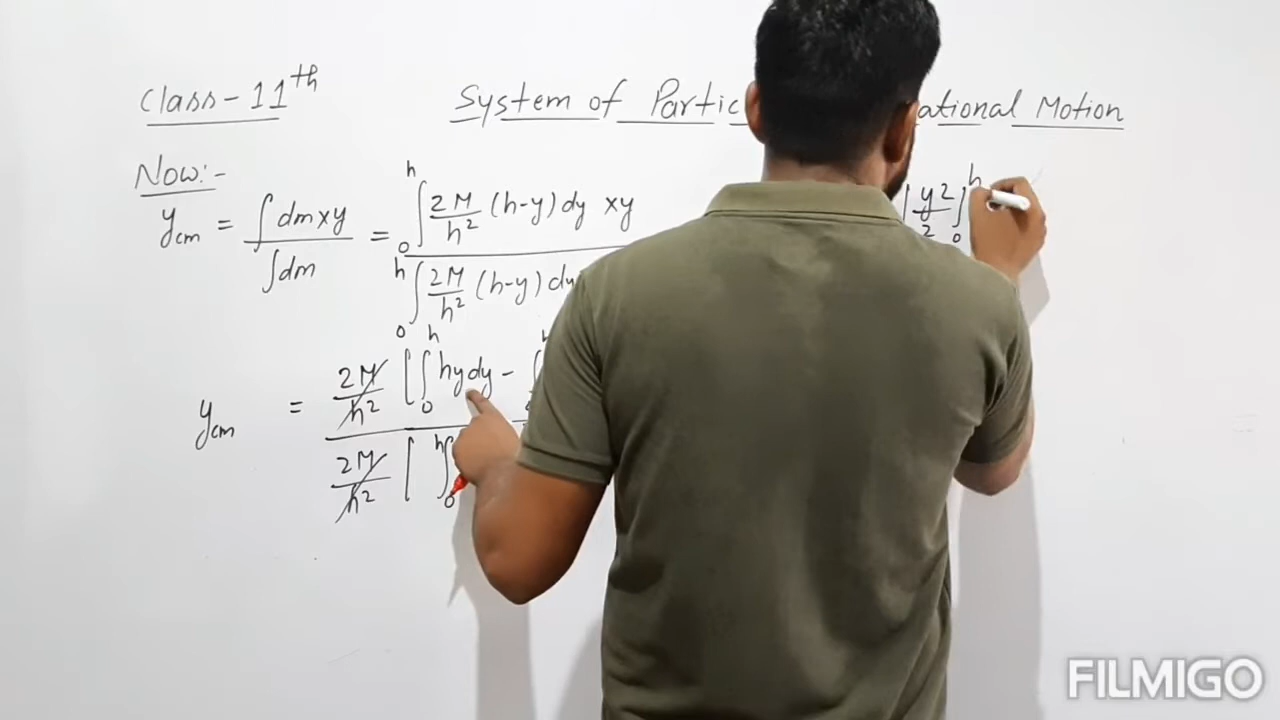 Class-11th
System of Partic ational Motion
Now:-
y_cm = ∫dm×y / ∫dm = ∫₀ʰ 2M/h² (h-y)dy ×y / ∫₀ʰ 2M/h² (h-y)dy
[y2/2]₀ʰ
y_cm = 2M/h² [∫₀ʰ hydy - ∫ / 2M/h² [∫₀ʰ
FILMIGO